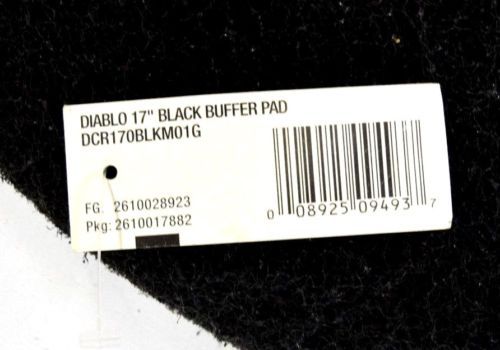 DIABLO 17" BLACK BUFFER PAD
DCR170BLKM01G
FG. 2610028923
Pkg: 2610017882
0 08925 09493 7